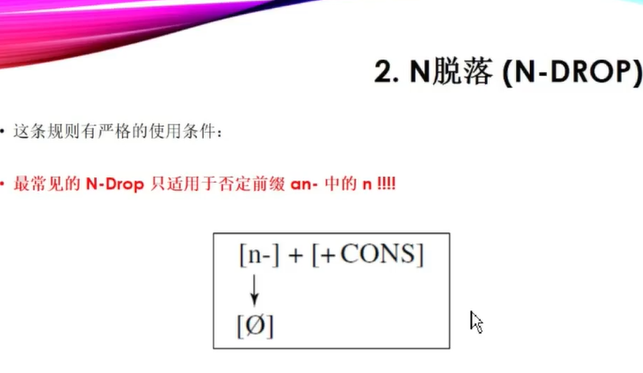 2. N脱落 (N-DROP)
• 这条规则有严格的使用条件：
• 最常见的 N-Drop 只适用于否定前缀 an- 中的 n !!!!
[n-] + [+CONS]
↓
[Ø]